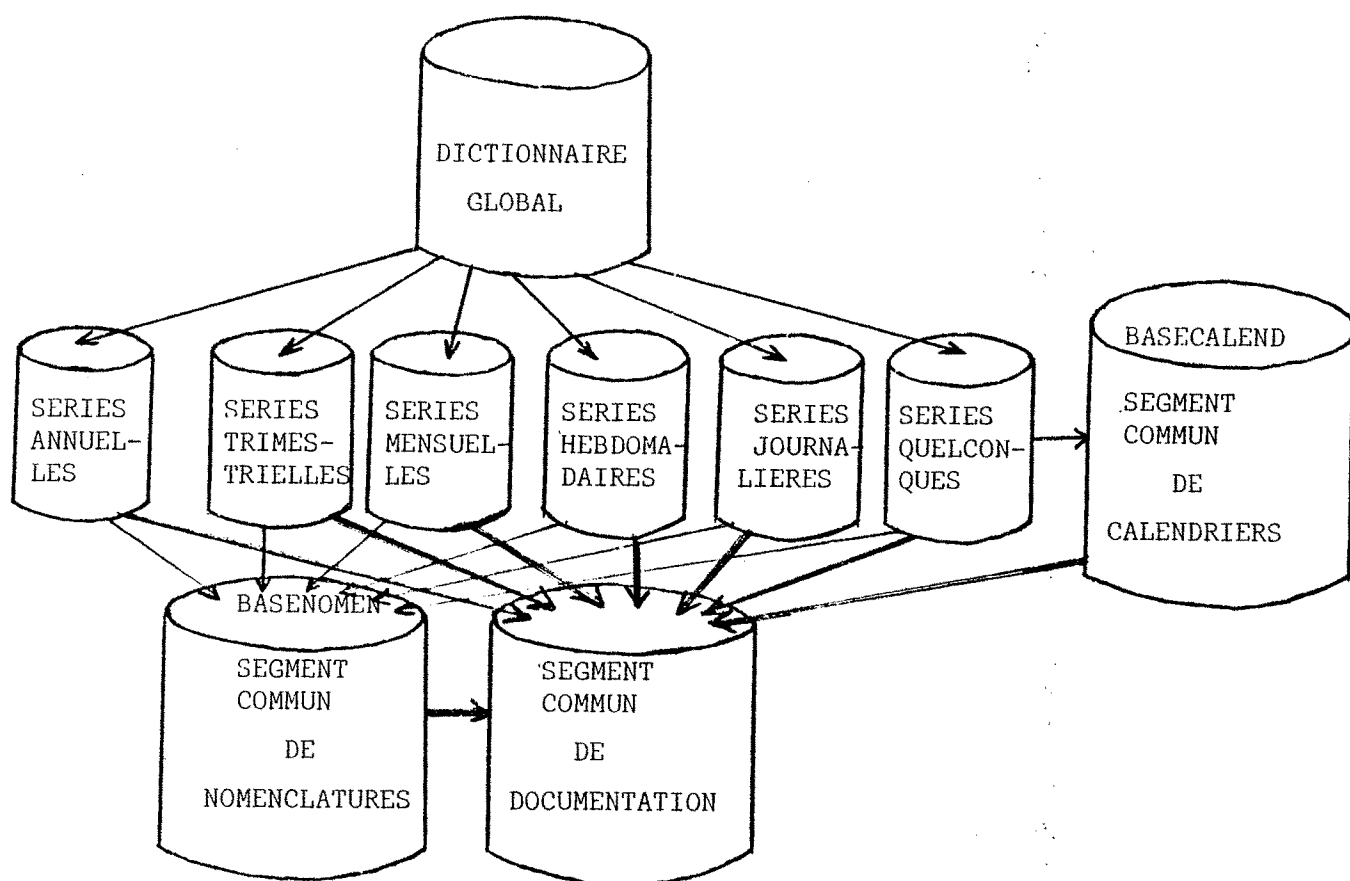 DICTIONNAIRE
GLOBAL
SERIES
ANNUEL-
LES
SERIES
TRIMES-
TRIELLES
SERIES
MENSUEL-
LES
SERIES
HEBDOMA-
DAIRES
SERIES
JOURNA-
LIERES
SERIES
QUELCON-
QUES
BASECALEND
SEGMENT
COMMUN
DE
CALENDRIERS
BASENOMEN
SEGMENT
COMMUN
DE
NOMENCLATURES
SEGMENT
COMMUN
DE
DOCUMENTATION